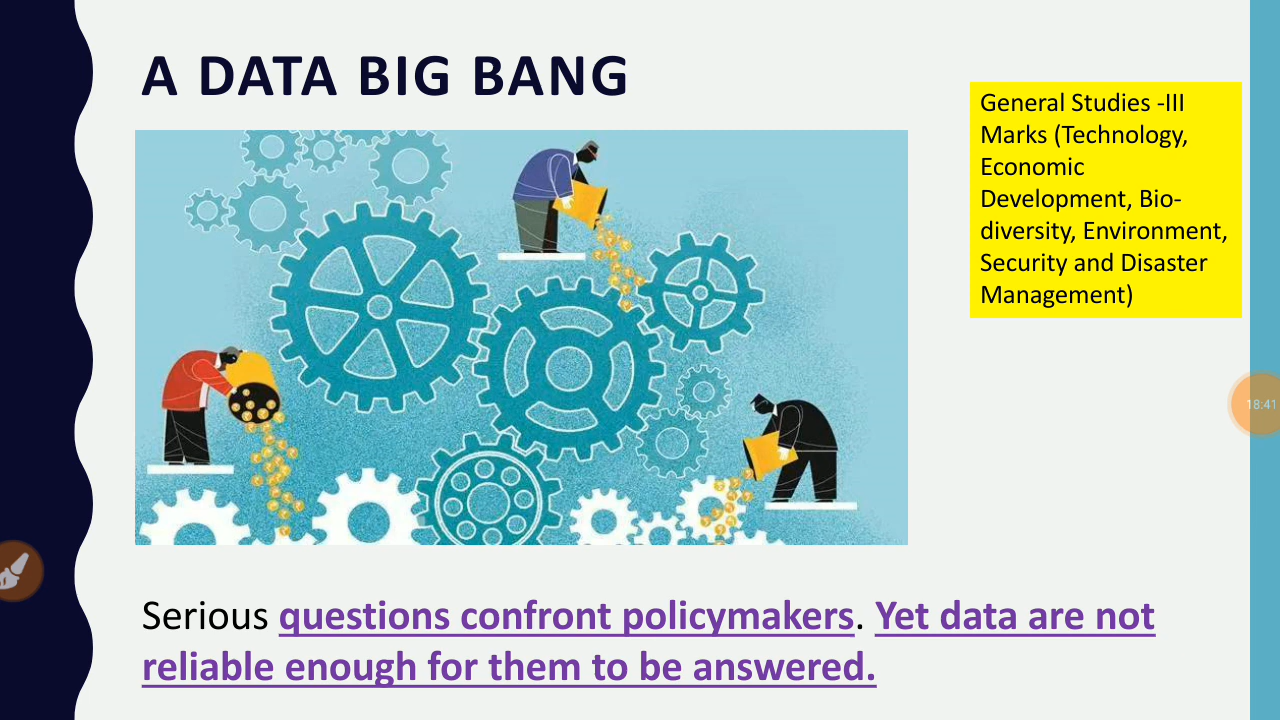 A DATA BIG BANG
General Studies -III
Marks (Technology,
Economic
Development, Bio-
diversity, Environment,
Security and Disaster
Management)
18:41
Serious questions confront policymakers. Yet data are not
reliable enough for them to be answered.